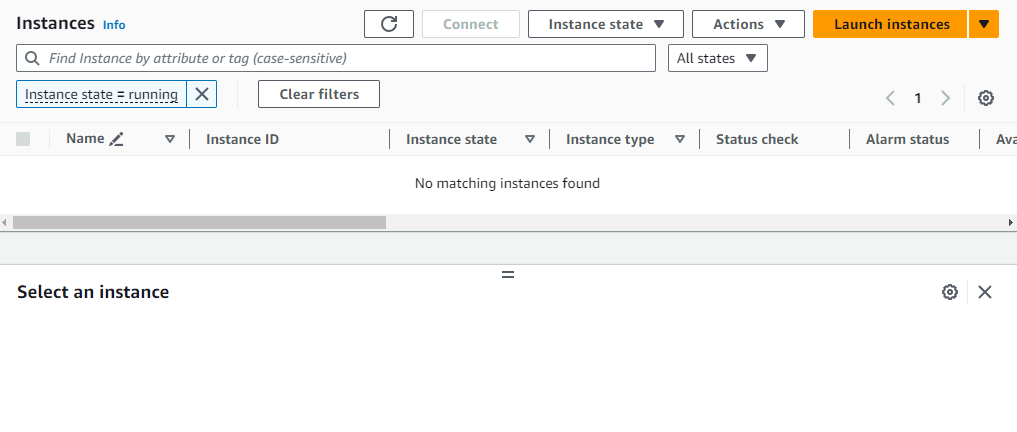 Instances Info Connect Instance state Actions Launch instances
Find Instance by attribute or tag (case-sensitive) All states
Instance state = running Clear filters 1
Name Instance ID Instance state Instance type Status check Alarm status Ava
No matching instances found
Select an instance